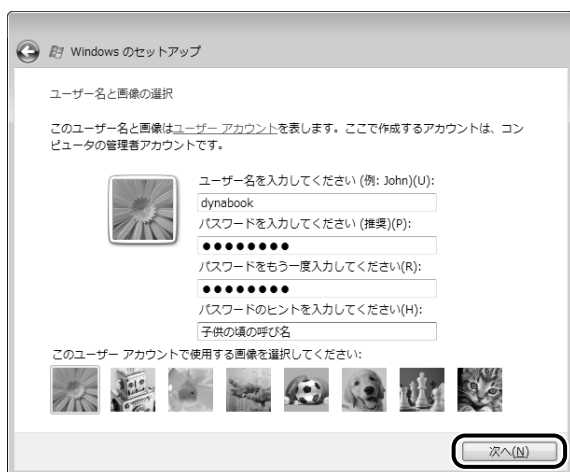 Windows のセットアップ
ユーザー名と画像の選択
このユーザー名と画像はユーザー アカウントを表します。ここで作成するアカウントは、コン
ピュータの管理者アカウントです。
ユーザー名を入力してください (例: John)(U):
dynabook
パスワードを入力してください (推奨)(P):
●●●●●●●●
パスワードをもう一度入力してください(R):
●●●●●●●●
パスワードのヒントを入力してください(H):
子供の頃の呼び名
このユーザー アカウントで使用する画像を選択してください:
次へ(N)